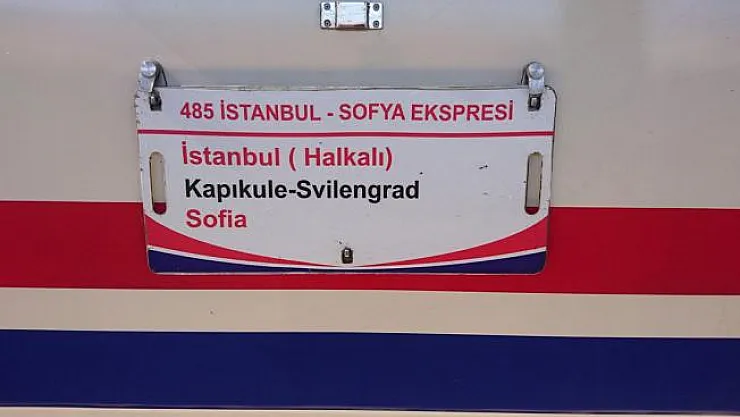 485 İSTANBUL - SOFYA EKSPRESİ
İstanbul ( Halkalı)
Kapıkule-Svilengrad
Sofia